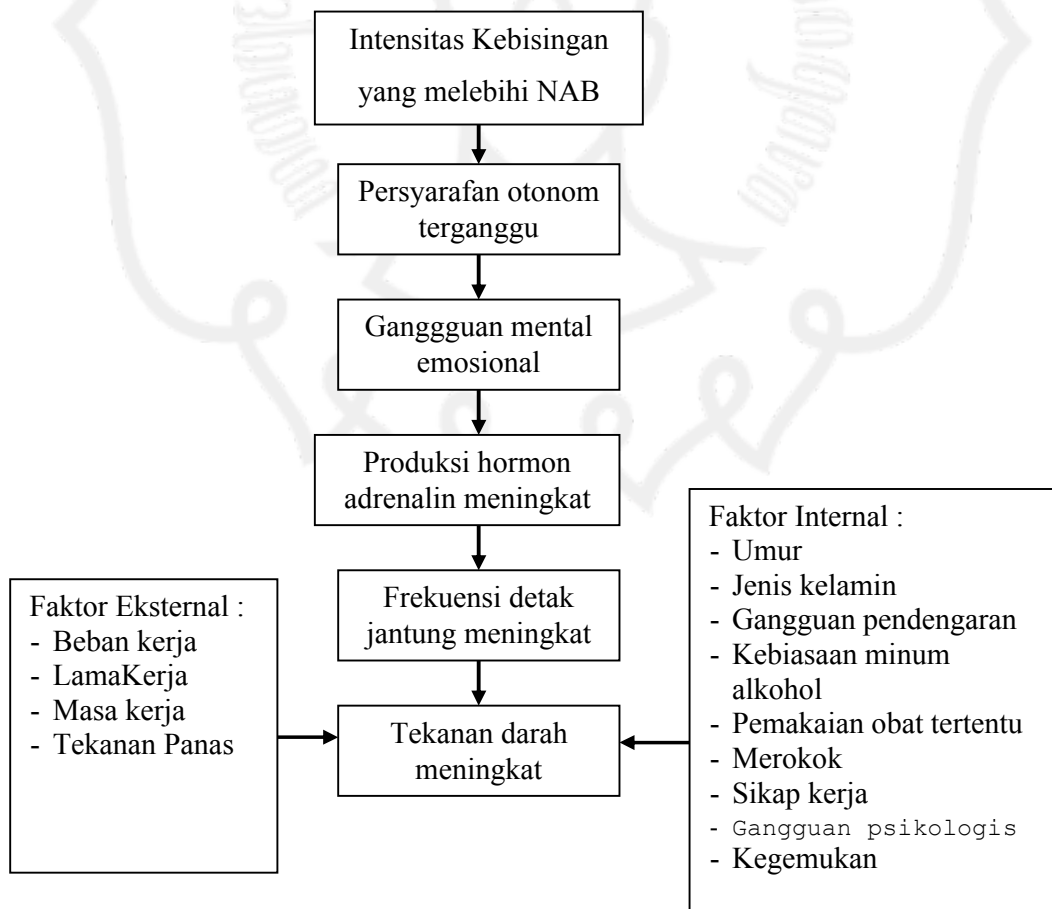 Intensitas Kebisingan
yang melebihi NAB
Persyarafan otonom
terganggu
Ganggguan mental
emosional
Produksi hormon
adrenalin meningkat
Frekuensi detak
jantung meningkat
Tekanan darah
meningkat
Faktor Eksternal :
- Beban kerja
- LamaKerja
- Masa kerja
- Tekanan Panas
Faktor Internal :
- Umur
- Jenis kelamin
- Gangguan pendengaran
- Kebiasaan minum
alkohol
- Pemakaian obat tertentu
- Merokok
- Sikap kerja
- Gangguan psikologis
- Kegemukan